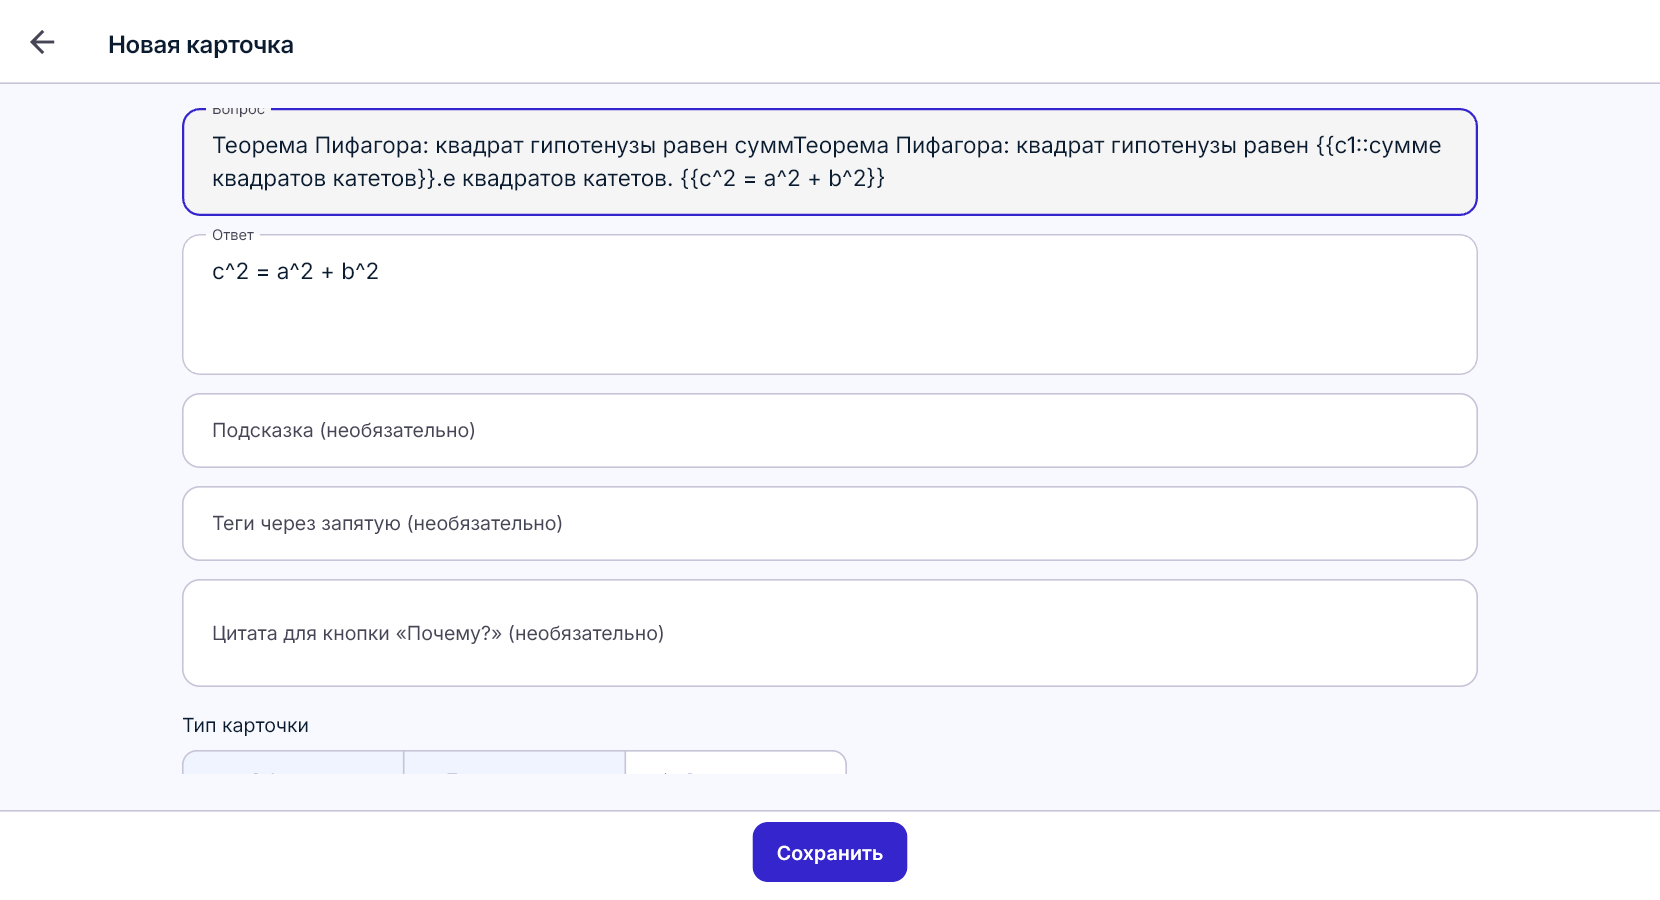 Новая карточка
Вопрос
Теорема Пифагора: квадрат гипотенузы равен суммТеорема Пифагора: квадрат гипотенузы равен {{c1::сумме
квадратов катетов}}.е квадратов катетов. {{c^2 = a^2 + b^2}}
Ответ
c^2 = a^2 + b^2
Подсказка (необязательно)
Теги через запятую (необязательно)
Цитата для кнопки «Почему?» (необязательно)
Тип карточки
Сохранить